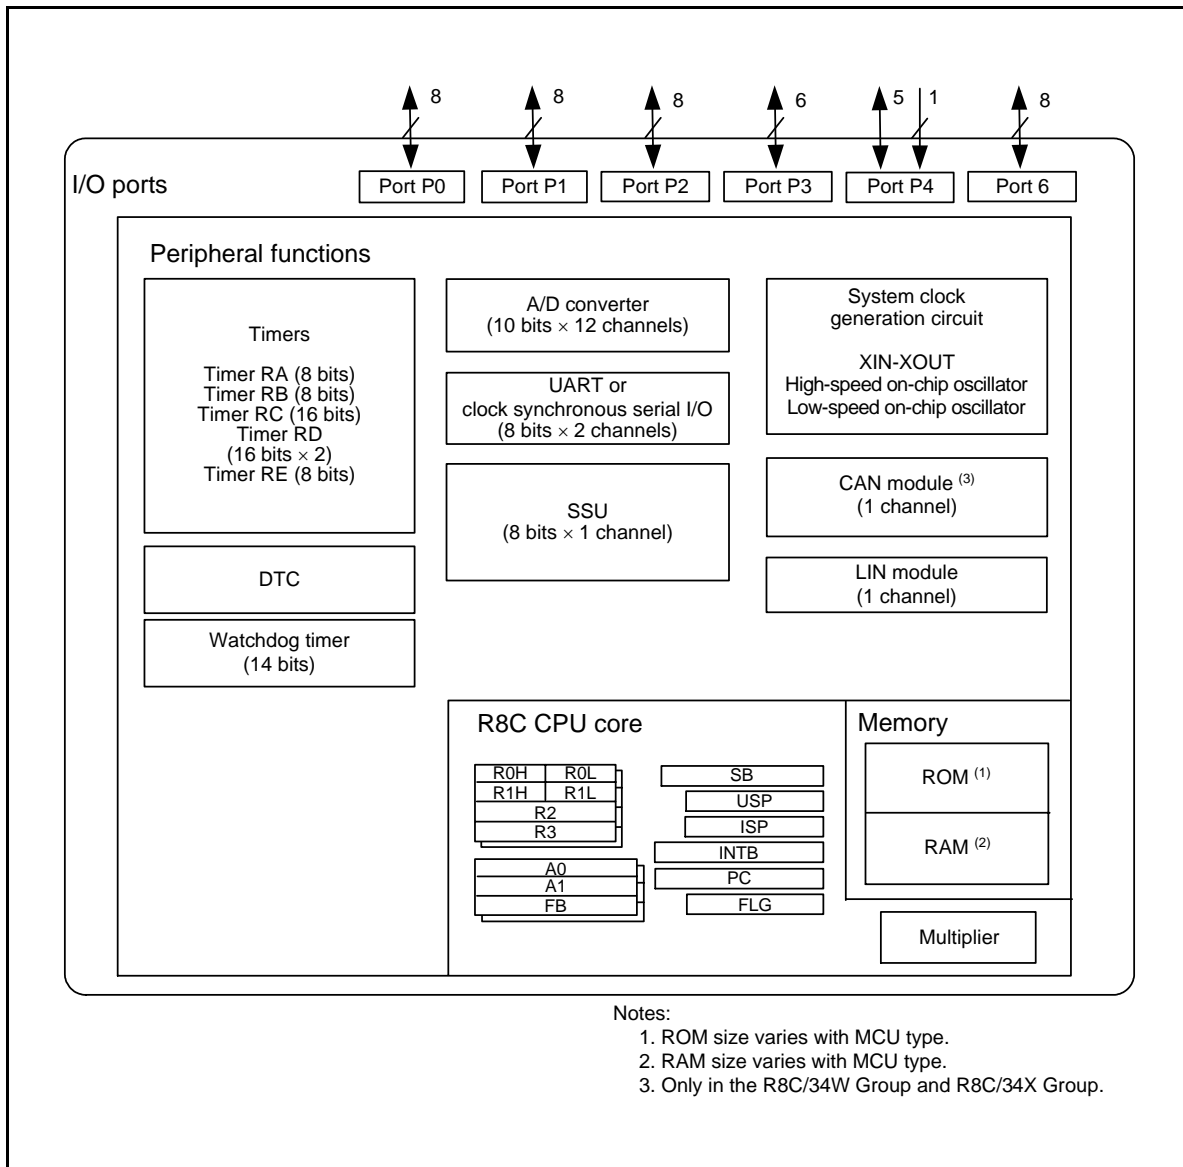 8 8 8 6 5 1 8
I/O ports
Port P0 Port P1 Port P2 Port P3 Port P4 Port 6
Peripheral functions
Timers
Timer RA (8 bits)
Timer RB (8 bits)
Timer RC (16 bits)
Timer RD
(16 bits × 2)
Timer RE (8 bits)
DTC
Watchdog timer
(14 bits)
A/D converter
(10 bits × 12 channels)
UART or
clock synchronous serial I/O
(8 bits × 2 channels)
SSU
(8 bits × 1 channel)
System clock
generation circuit
XIN-XOUT
High-speed on-chip oscillator
Low-speed on-chip oscillator
CAN module (3)
(1 channel)
LIN module
(1 channel)
R8C CPU core
R0H R0L
R1H R1L
R2
R3
A0
A1
FB
SB
USP
ISP
INTB
PC
FLG
Memory
ROM (1)
RAM (2)
Multiplier
Notes:
1. ROM size varies with MCU type.
2. RAM size varies with MCU type.
3. Only in the R8C/34W Group and R8C/34X Group.